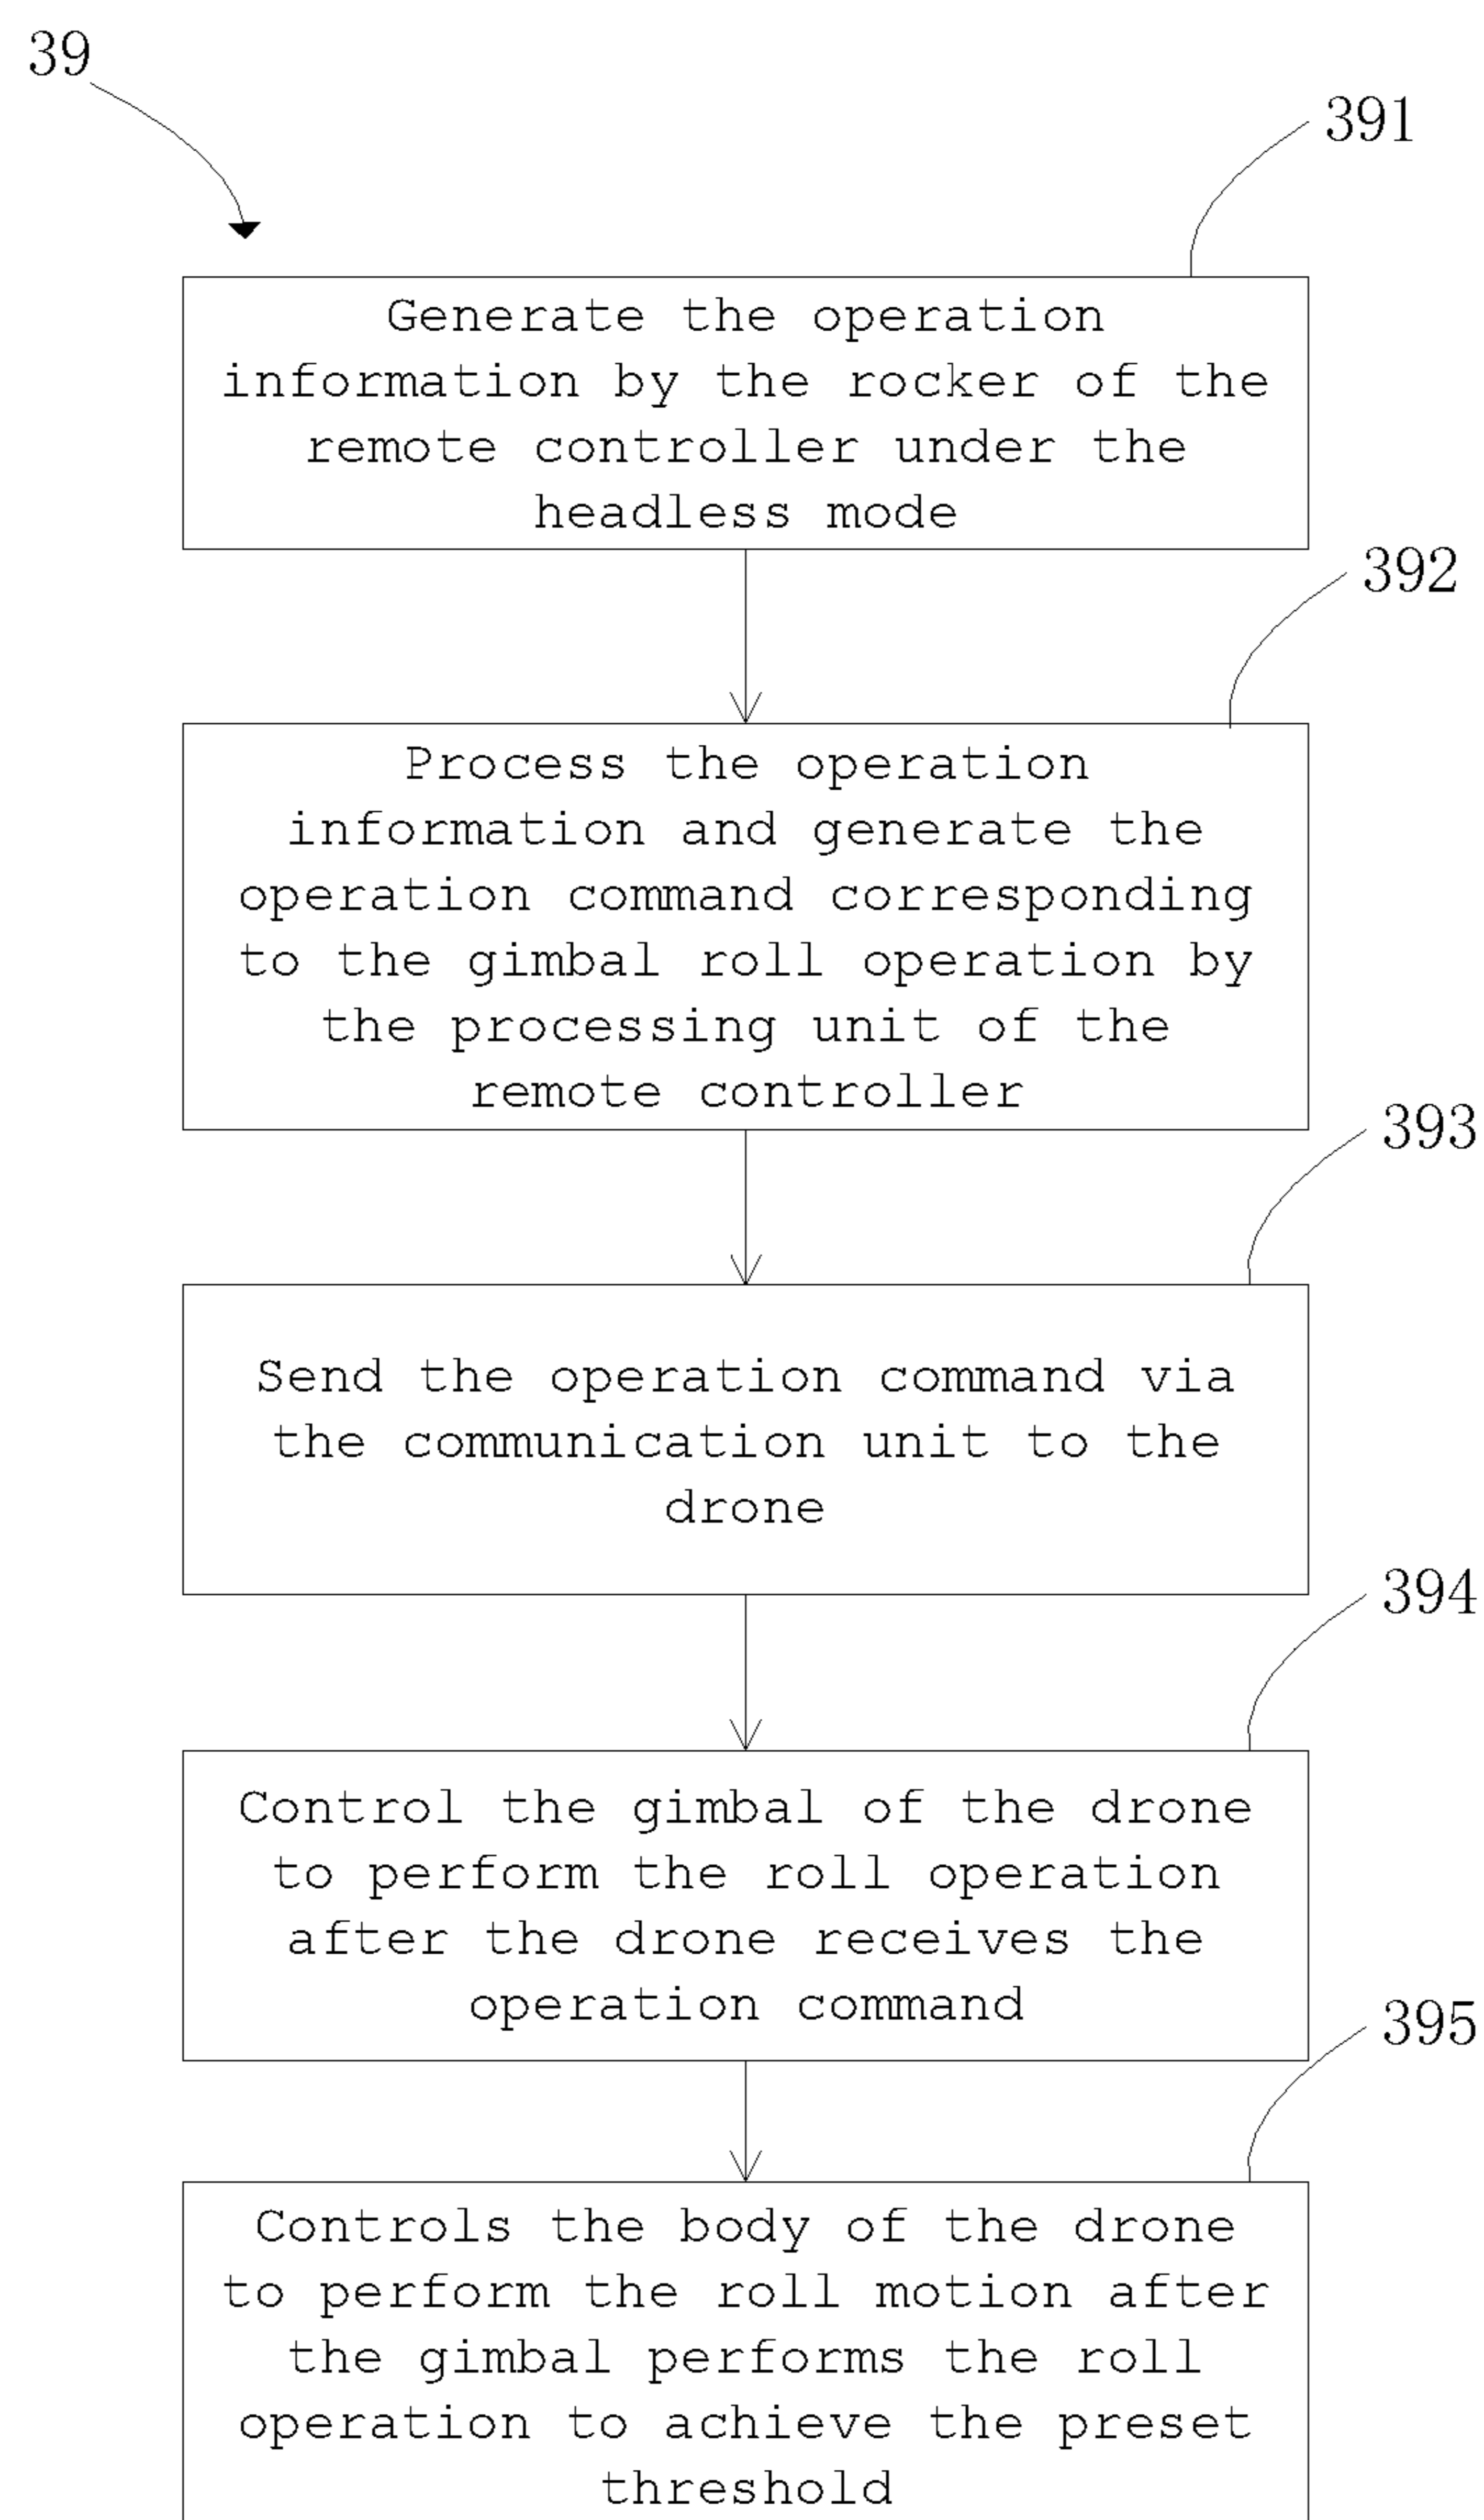 39
391
Generate the operation
information by the rocker of the
remote controller under the
headless mode
392
Process the operation
information and generate the
operation command corresponding
to the gimbal roll operation by
the processing unit of the
remote controller
393
Send the operation command via
the communication unit to the
drone
394
Control the gimbal of the drone
to perform the roll operation
after the drone receives the
operation command
395
Controls the body of the drone
to perform the roll motion after
the gimbal performs the roll
operation to achieve the preset
threshold